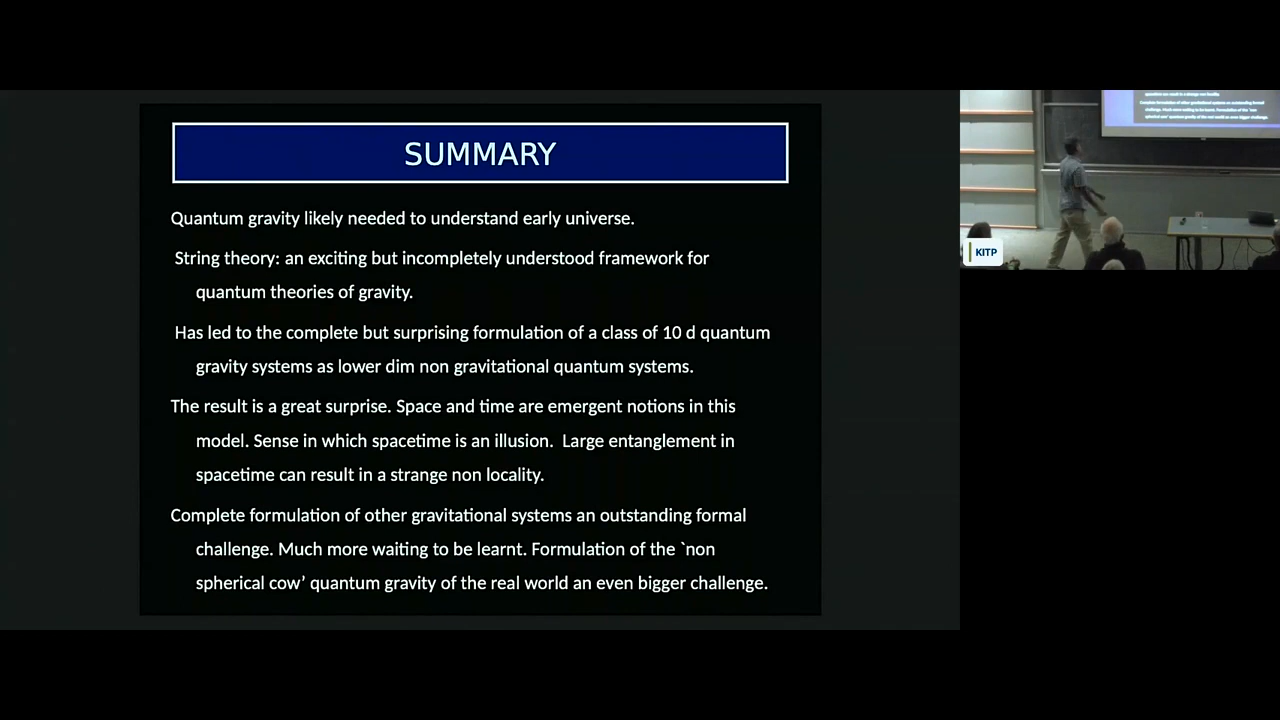 SUMMARY
Quantum gravity likely needed to understand early universe.
String theory: an exciting but incompletely understood framework for
quantum theories of gravity.
Has led to the complete but surprising formulation of a class of 10 d quantum
gravity systems as lower dim non gravitational quantum systems.
The result is a great surprise. Space and time are emergent notions in this
model. Sense in which spacetime is an illusion.  Large entanglement in
spacetime can result in a strange non locality.
Complete formulation of other gravitational systems an outstanding formal
challenge. Much more waiting to be learnt. Formulation of the `non
spherical cow’ quantum gravity of the real world an even bigger challenge.
KITP